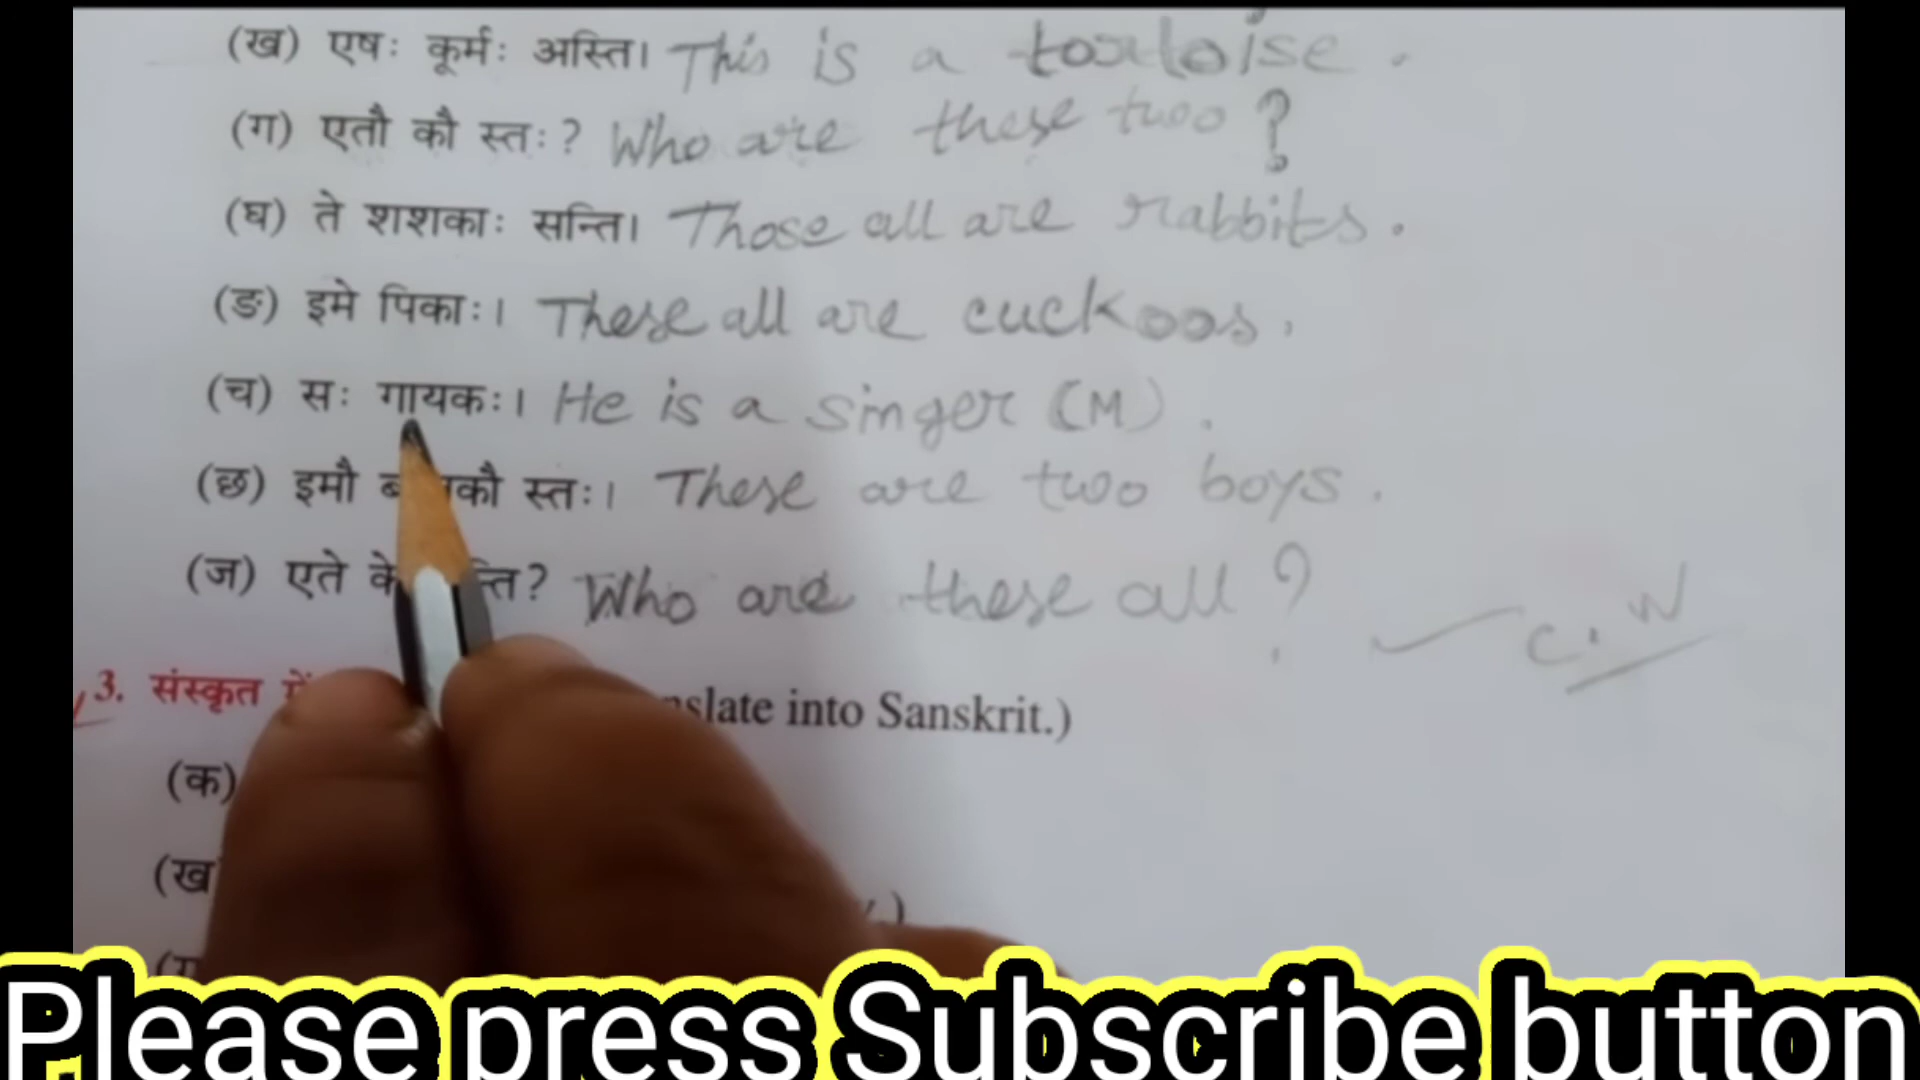 (ख) एषः कूर्मः अस्ति। This is a tortoise.
(ग) एतौ कौ स्तः? Who are these two?
(घ) ते शशकाः सन्ति। Those all are rabbits.
(ङ) इमे पिकाः। These all are cuckoos.
(च) सः गायकः। He is a singer (M).
(छ) इमौ स्तः। These are two boys.
(ज) एते ? Who are these all?
C.W
3. संस्कृत into Sanskrit.)
(क)
(ख)
Please press Subscribe button